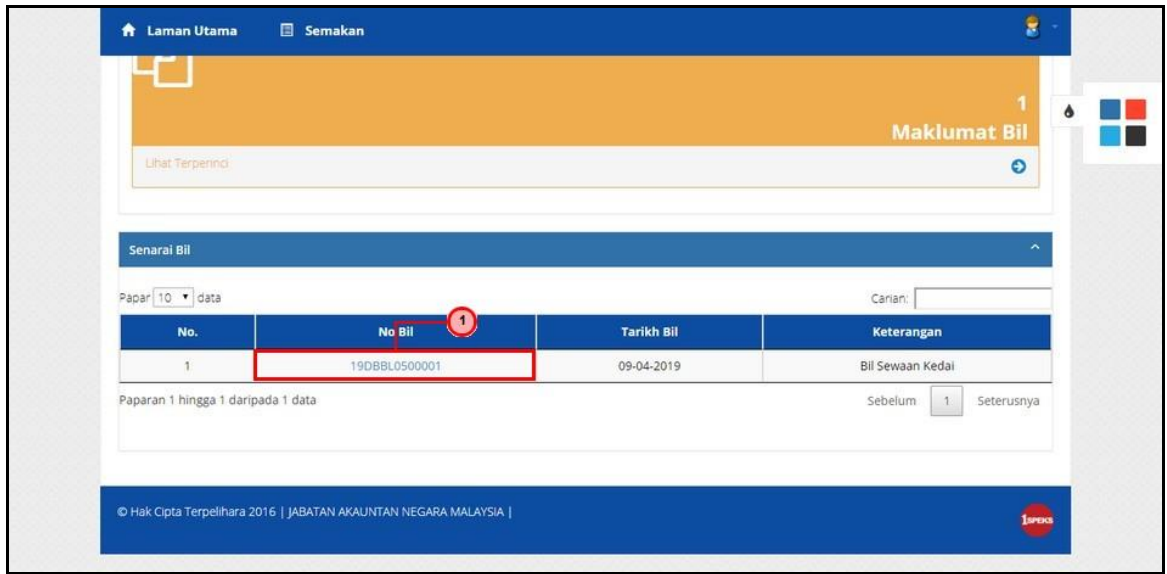 Laman Utama Semakan
1
Maklumat Bil
Lihat Terperinci
Senarai Bil
Papar 10 data Carian:
No. No Bil Tarikh Bil Keterangan
1
1 19DBBL0500001 09-04-2019 Bil Sewaan Kedai
Paparan 1 hingga 1 daripada 1 data Sebelum 1 Seterusnya
© Hak Cipta Terpelihara 2016 | JABATAN AKAUNTAN NEGARA MALAYSIA |
1SPEKS